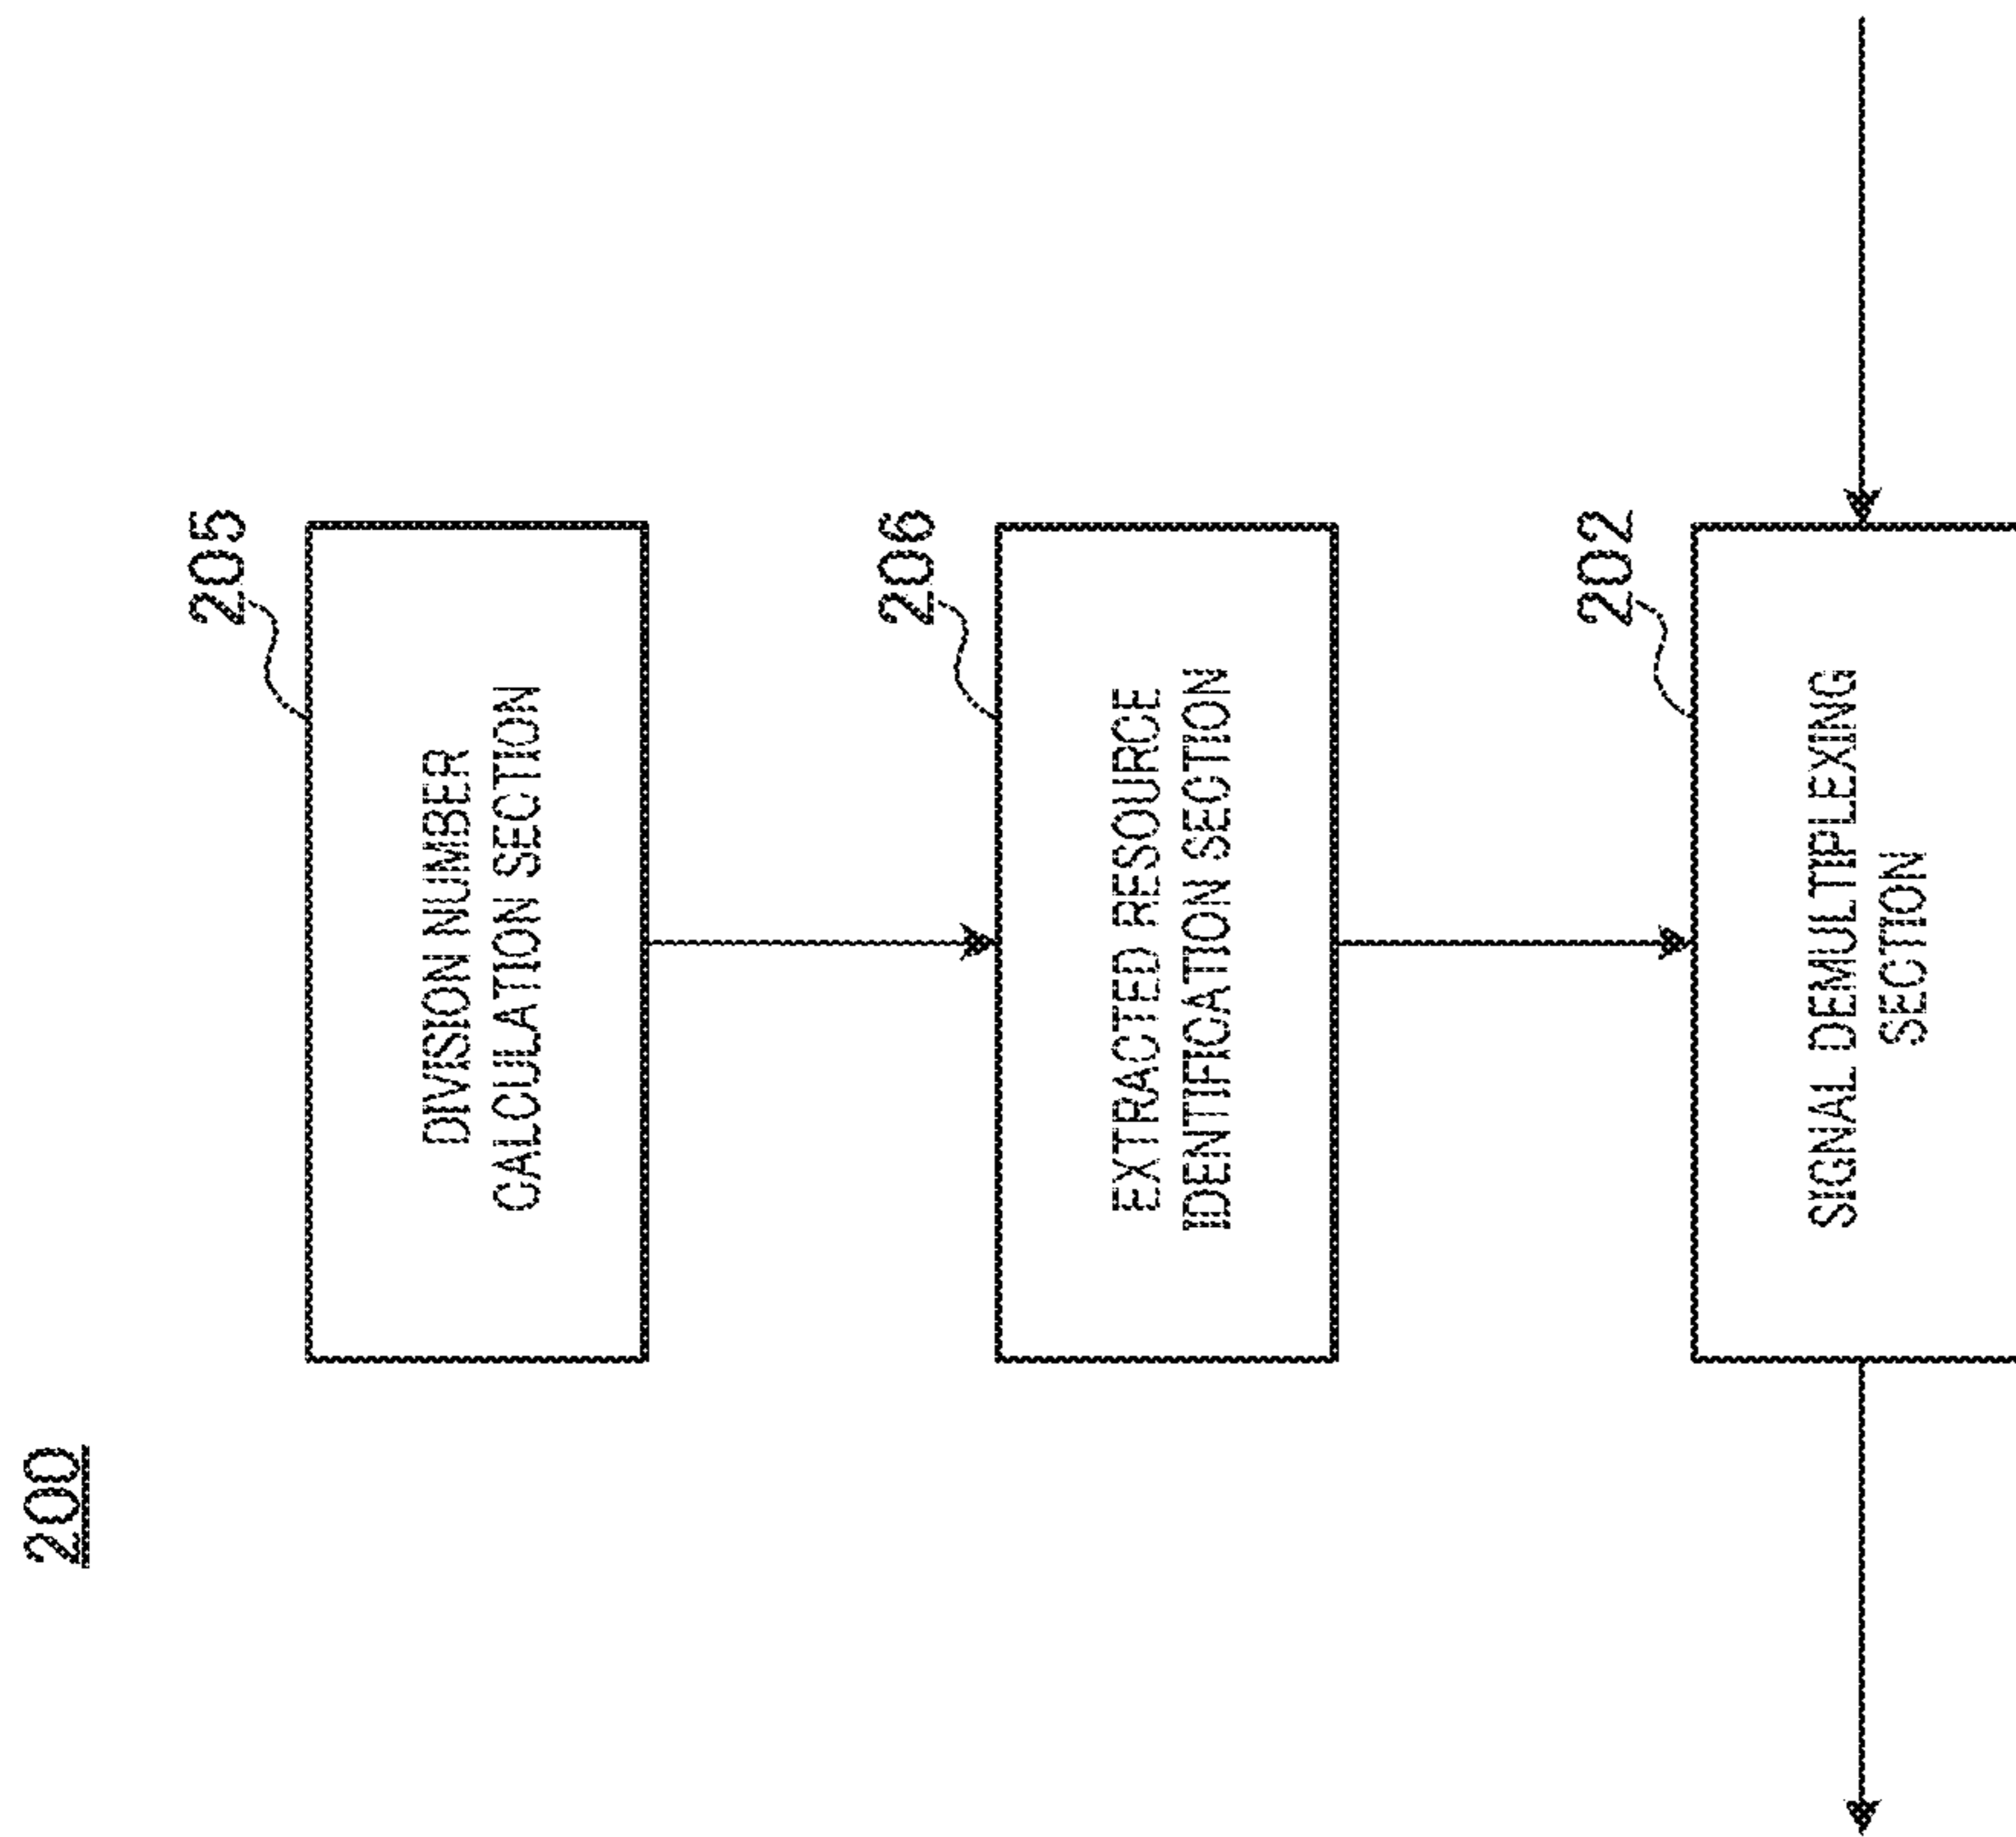 200
205
DIVISION NUMBER
CALCULATION SECTION
206
EXTRACTED RESOURCE
IDENTIFICATION SECTION
202
SIGNAL DEMULTIPLEXING
SECTION